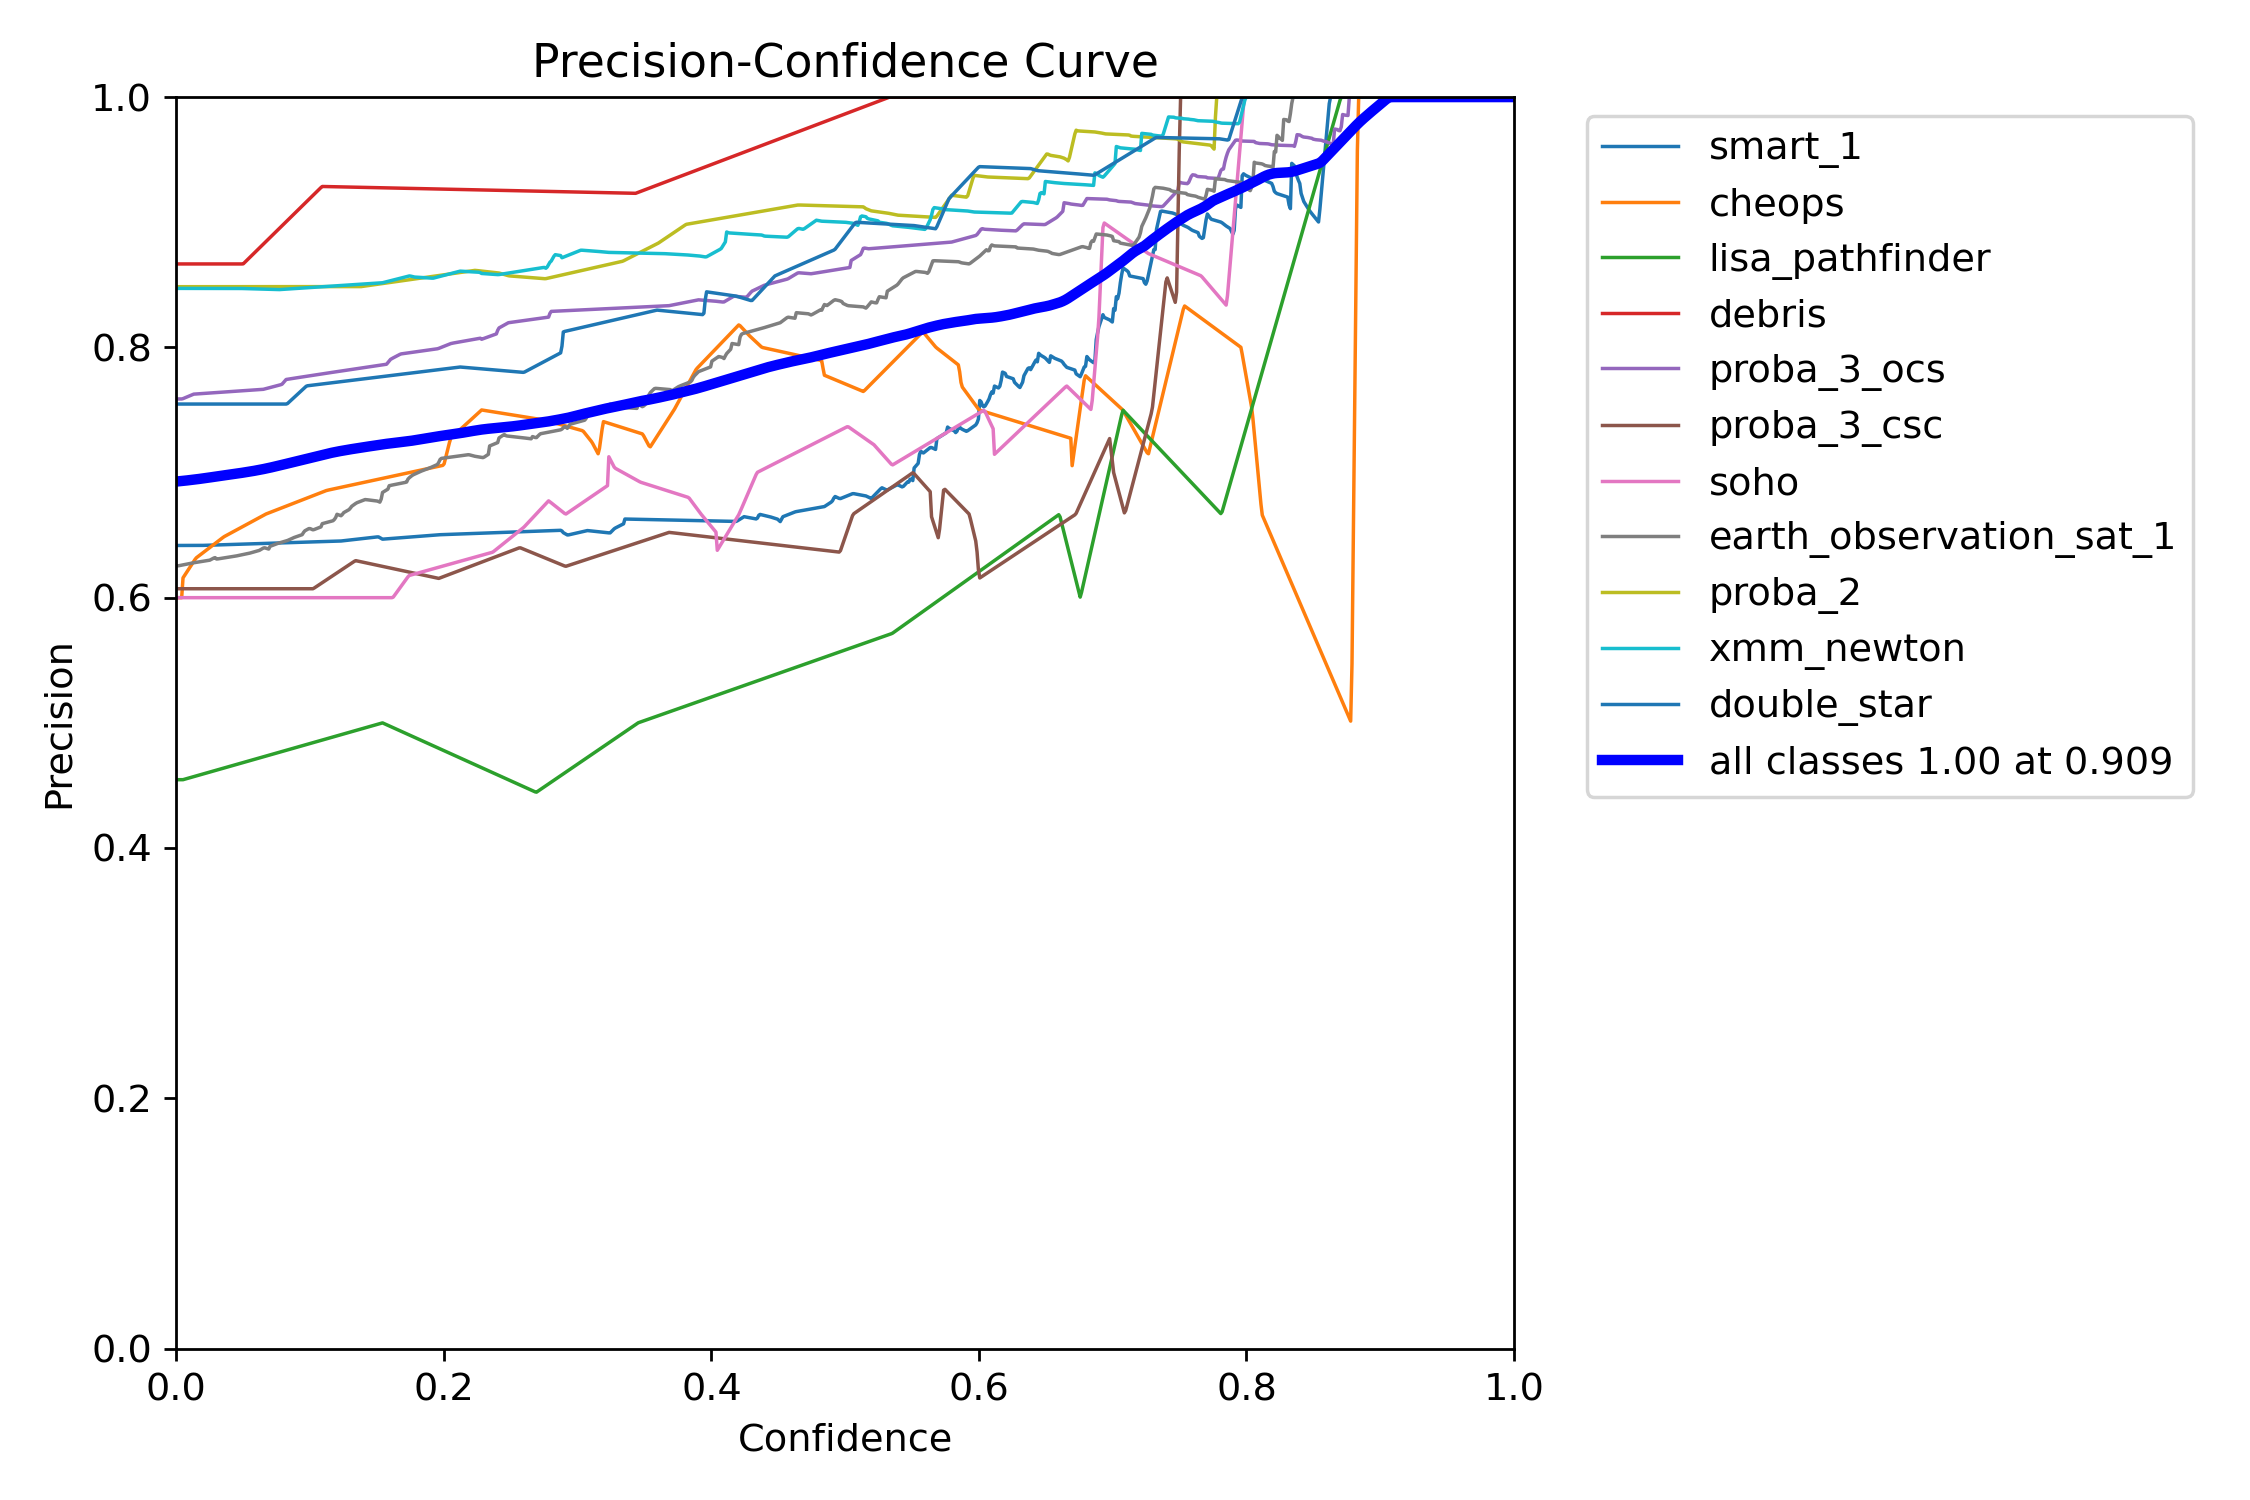 Precision-Confidence Curve
1.0
0.8
0.6
0.4
0.2
0.0
Precision
0.0 0.2 0.4 0.6 0.8 1.0
Confidence
smart_1
cheops
lisa_pathfinder
debris
proba_3_ocs
proba_3_csc
soho
earth_observation_sat_1
proba_2
xmm_newton
double_star
all classes 1.00 at 0.909